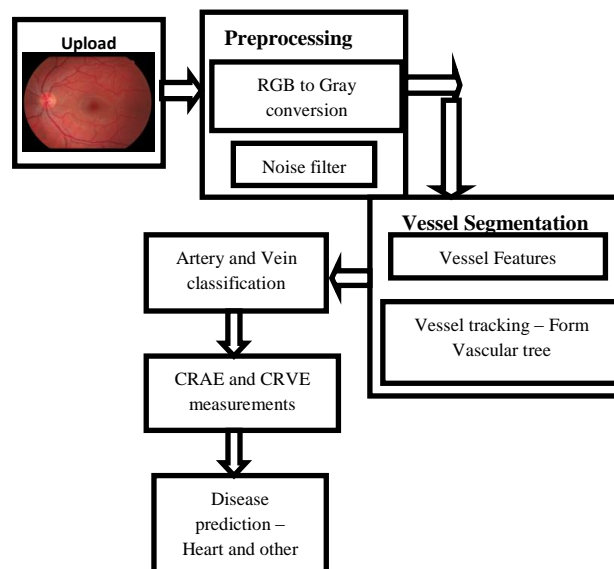 Upload
Preprocessing
RGB to Gray
conversion
Noise filter
Vessel Segmentation
Vessel Features
Vessel tracking – Form
Vascular tree
Artery and Vein
classification
CRAE and CRVE
measurements
Disease
prediction –
Heart and other